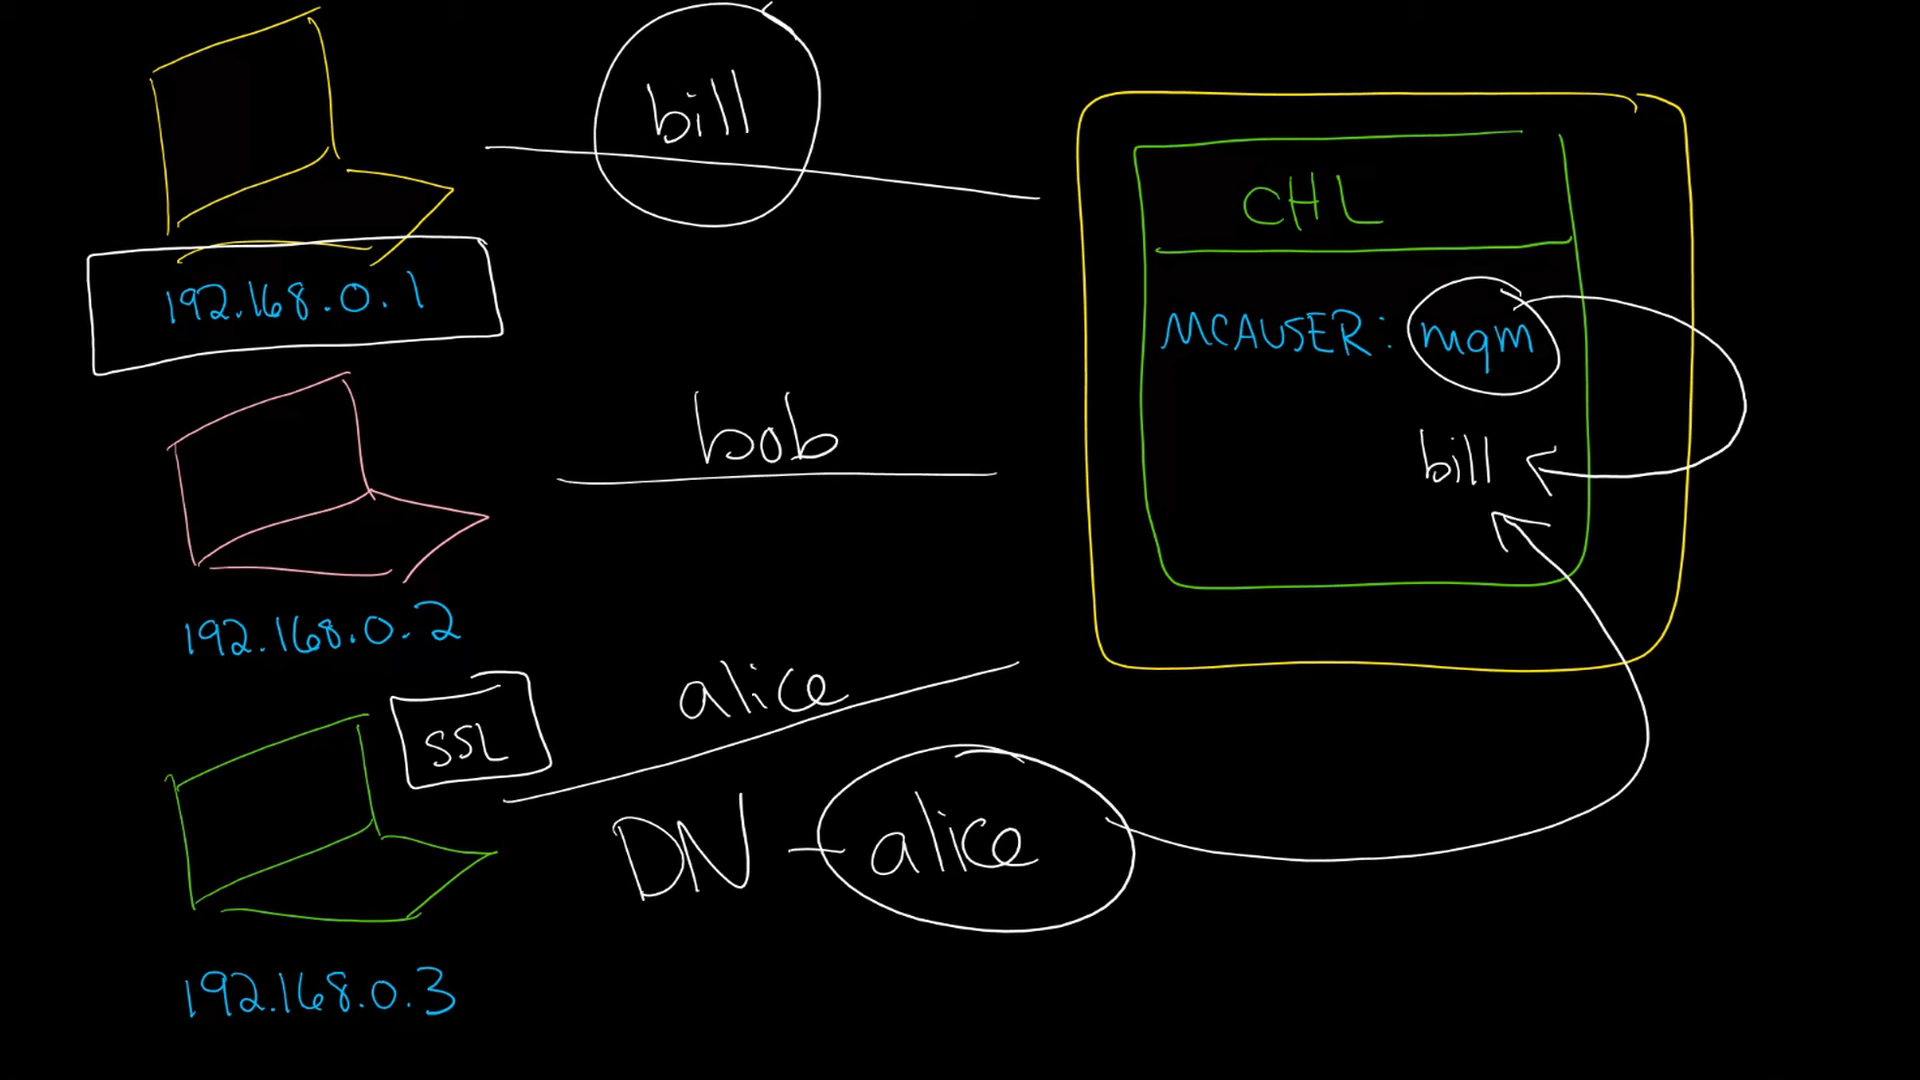 bill
CHL
192.168.0.1
MCAUSER: mqm
bob
bill
192.168.0.2
alice
SSL
DN - alice
192.168.0.3